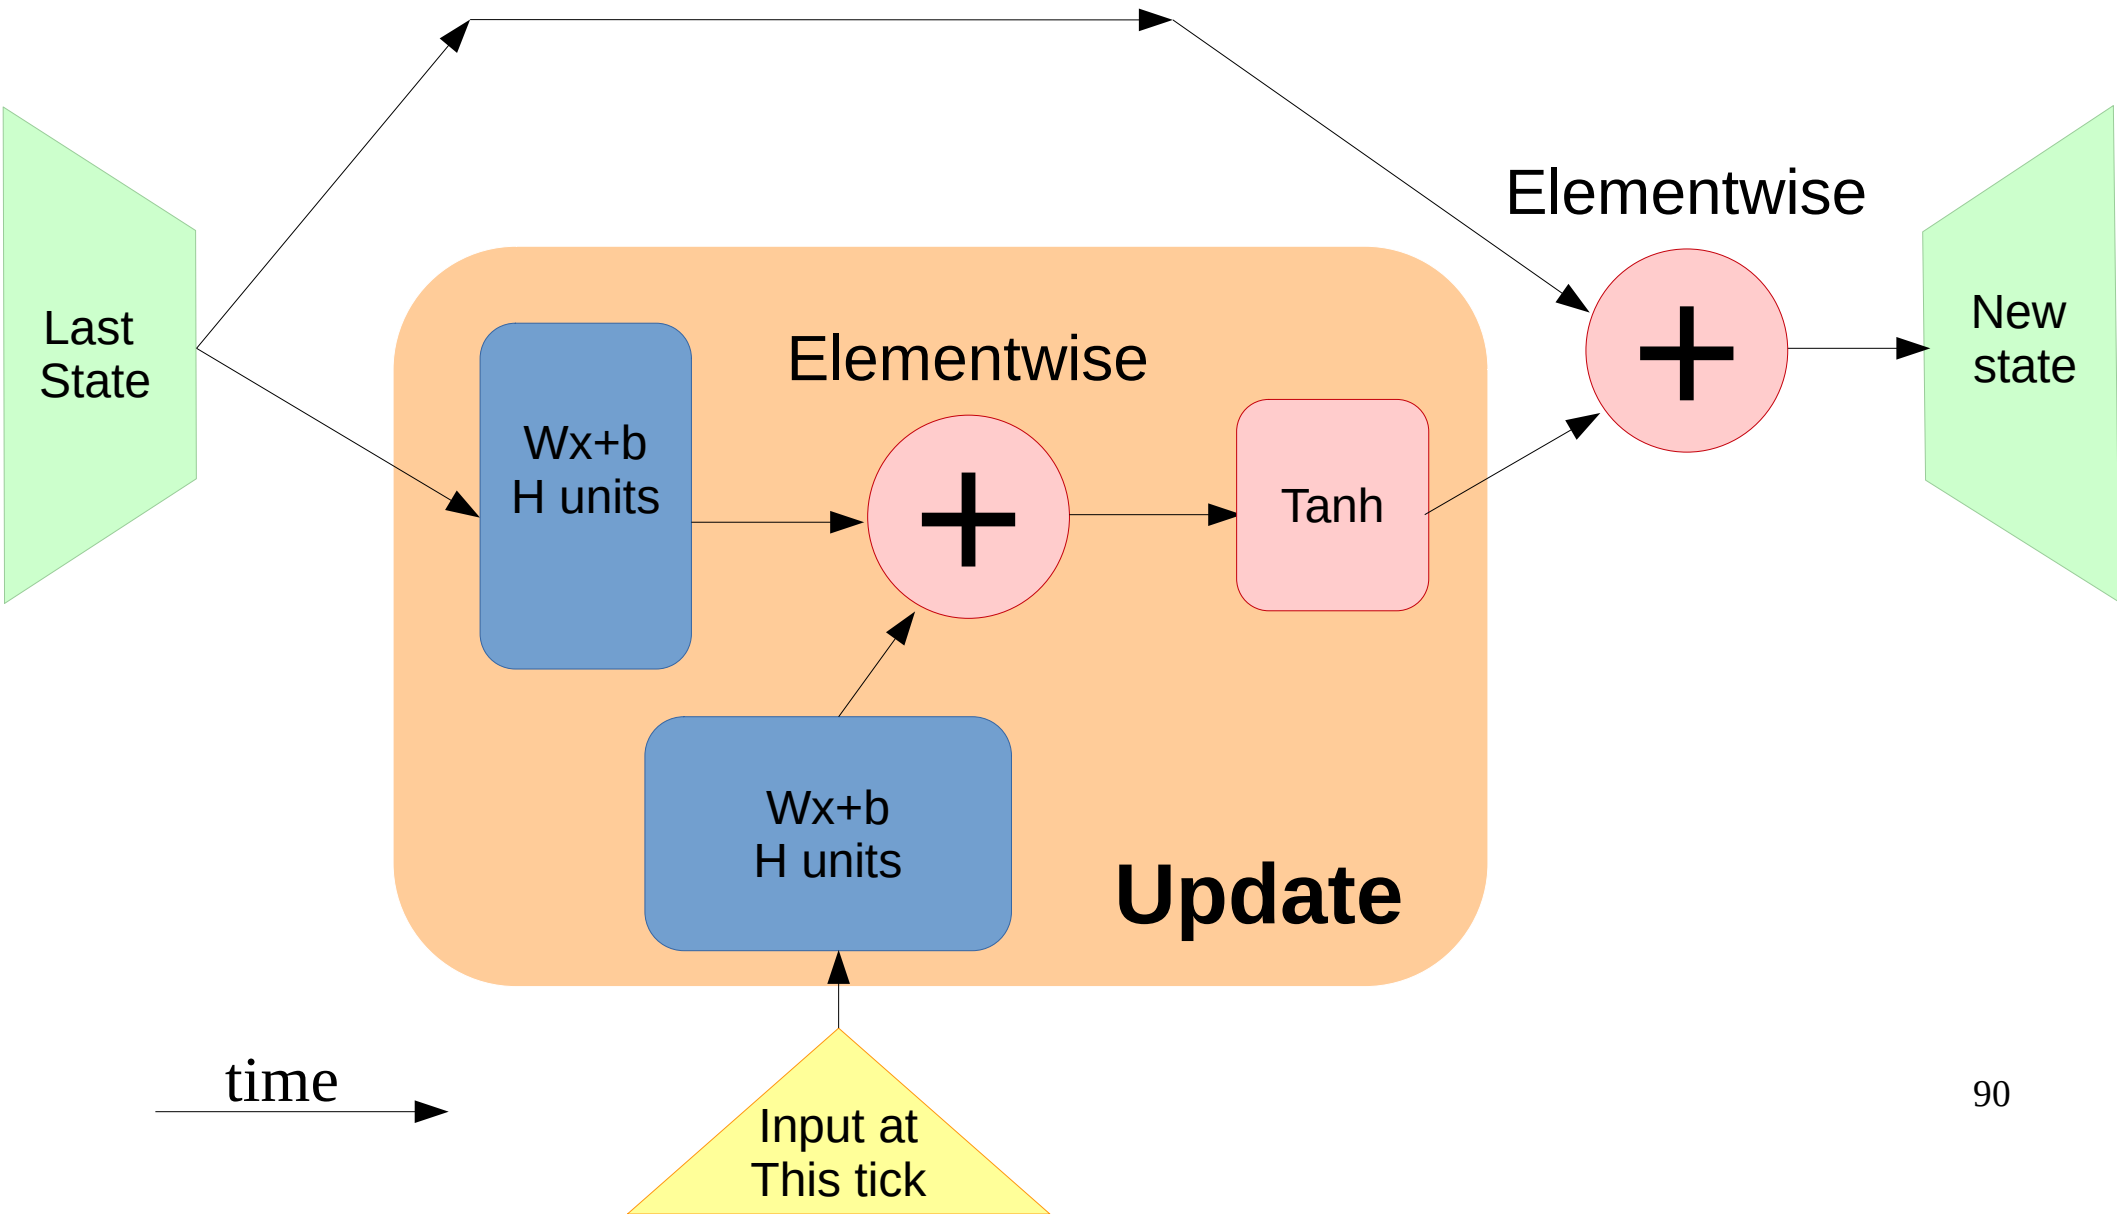 Elementwise
Last
State
New
state
Elementwise
Wx+b
H units
+
+
Tanh
Wx+b
H units
Update
time
Input at
This tick
90